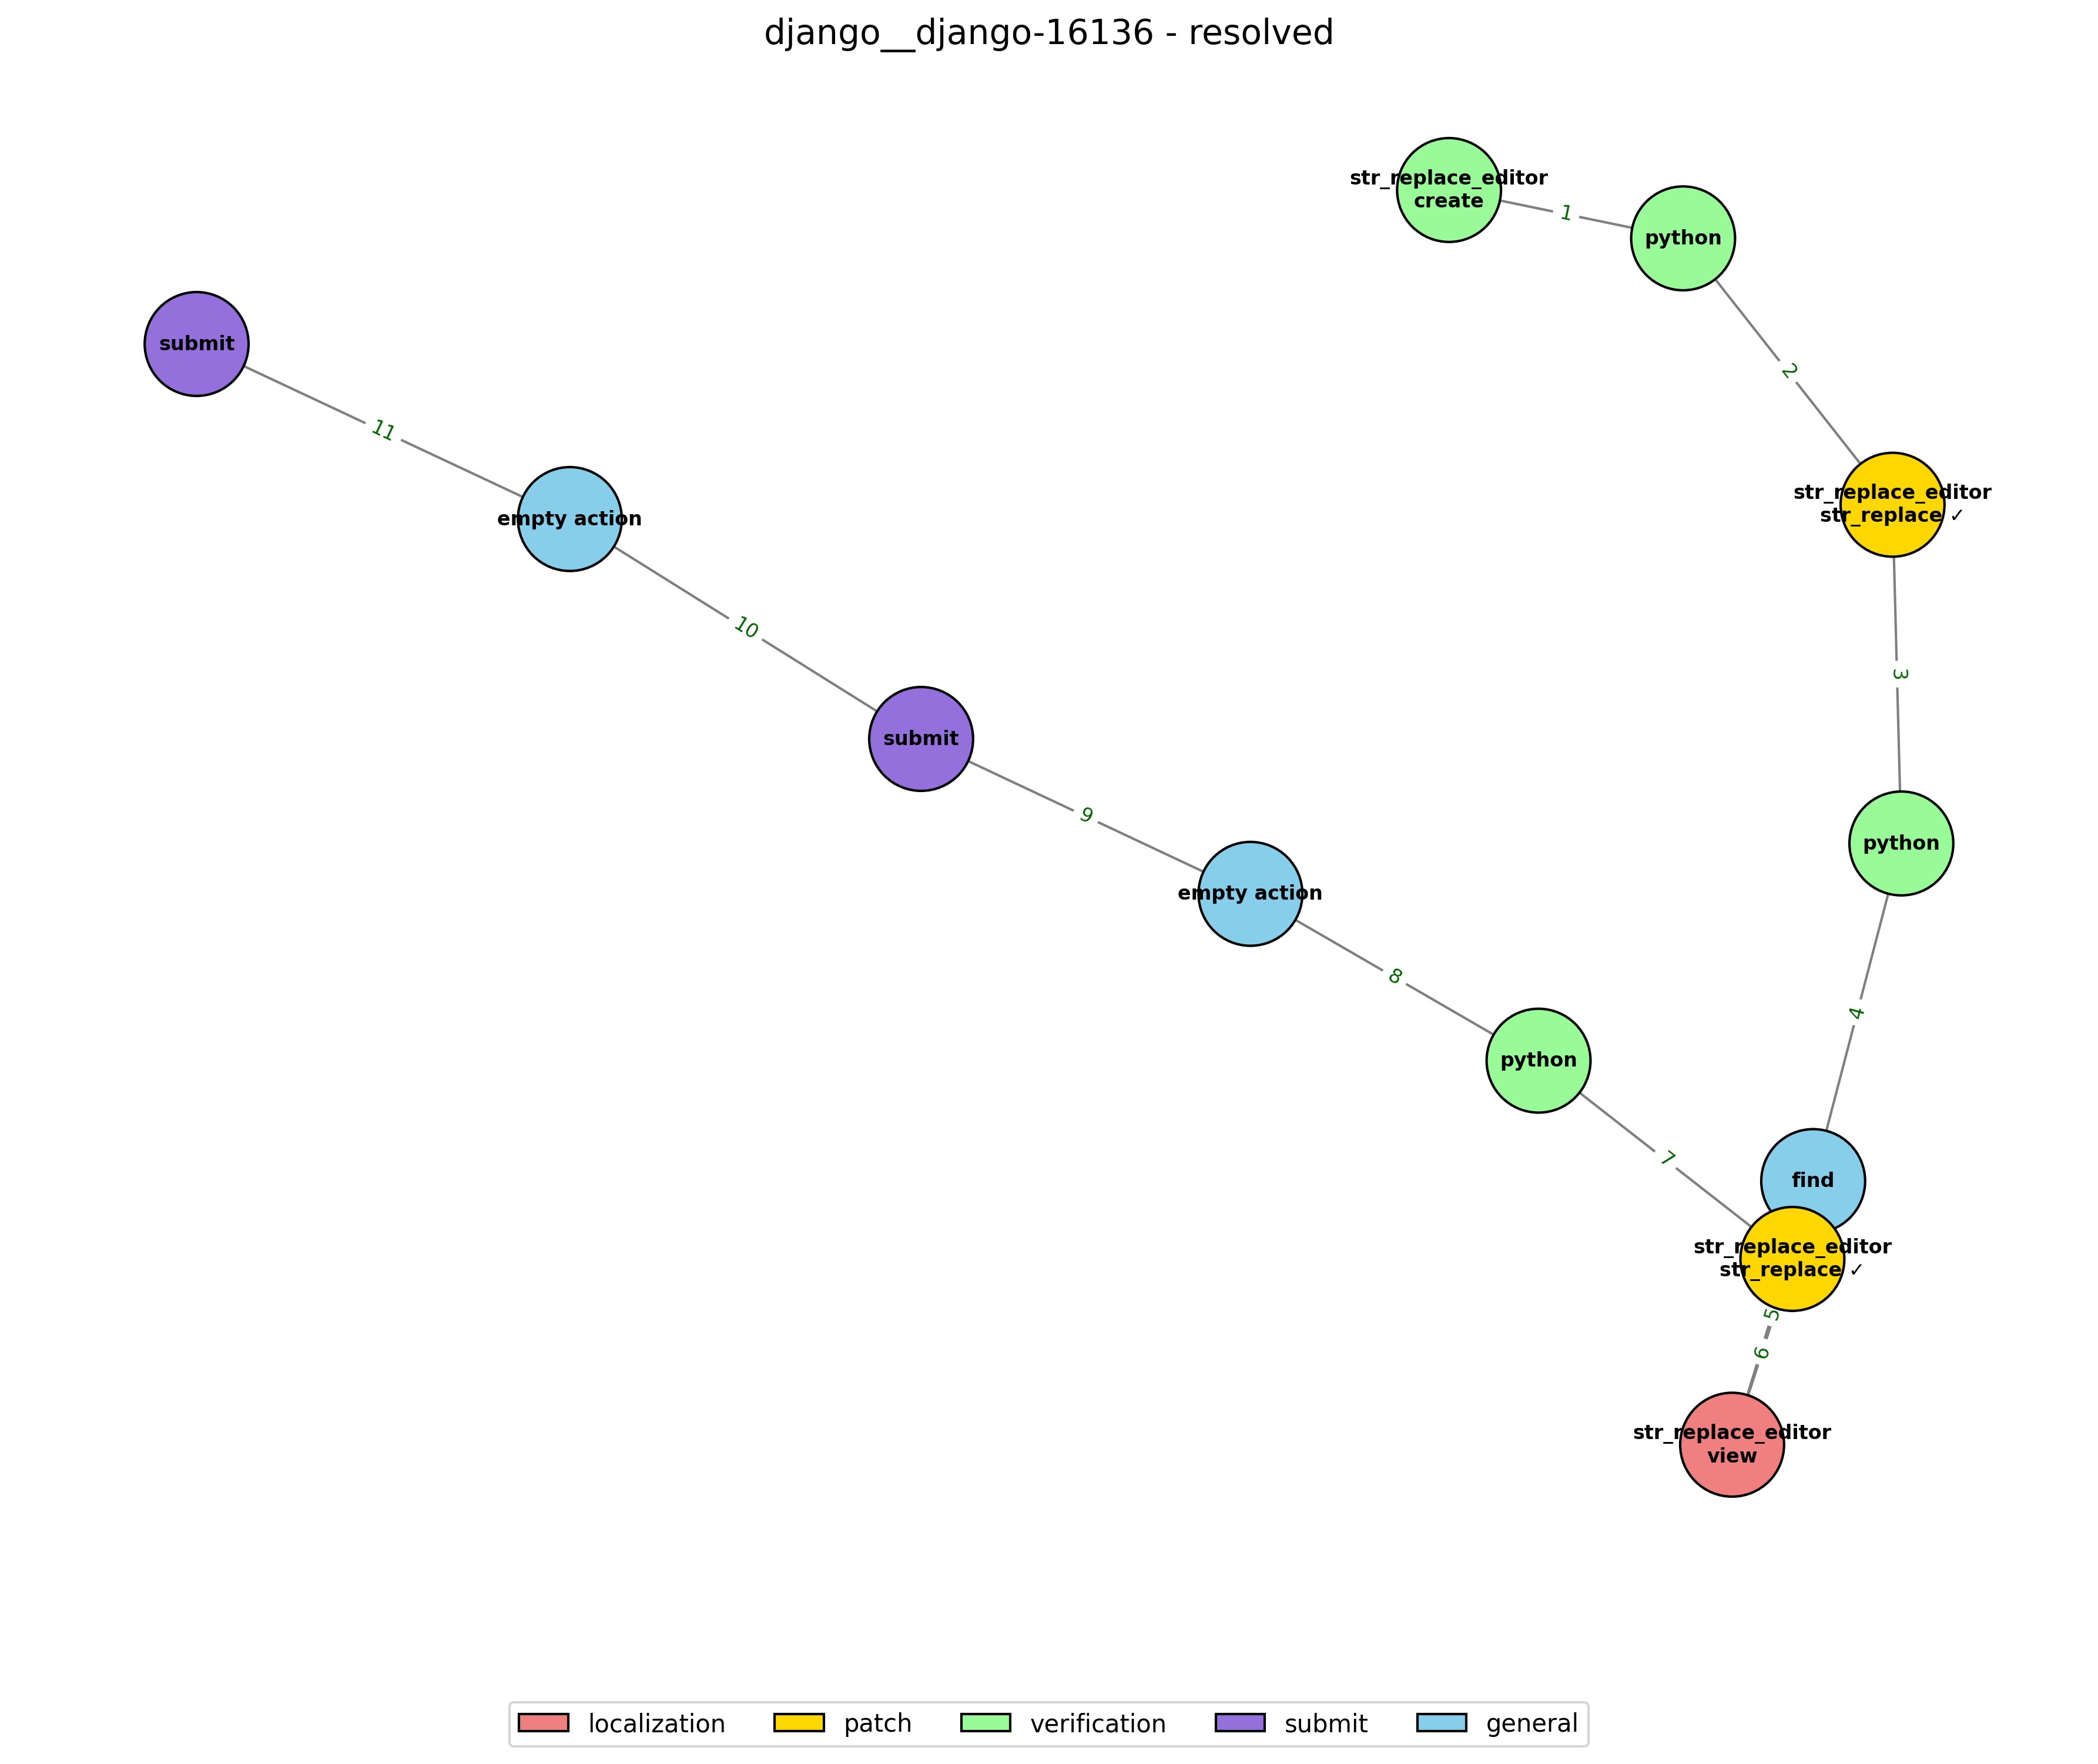 django__django-16136 - resolved
str_replace_editor
create
1
python
2
submit
11
empty action
str_replace_editor
str_replace ✓
10
3
submit
9
python
empty action
8
4
python
7
find
str_replace_editor
str_replace ✓
5
6
str_replace_editor
view
localization
patch
verification
submit
general